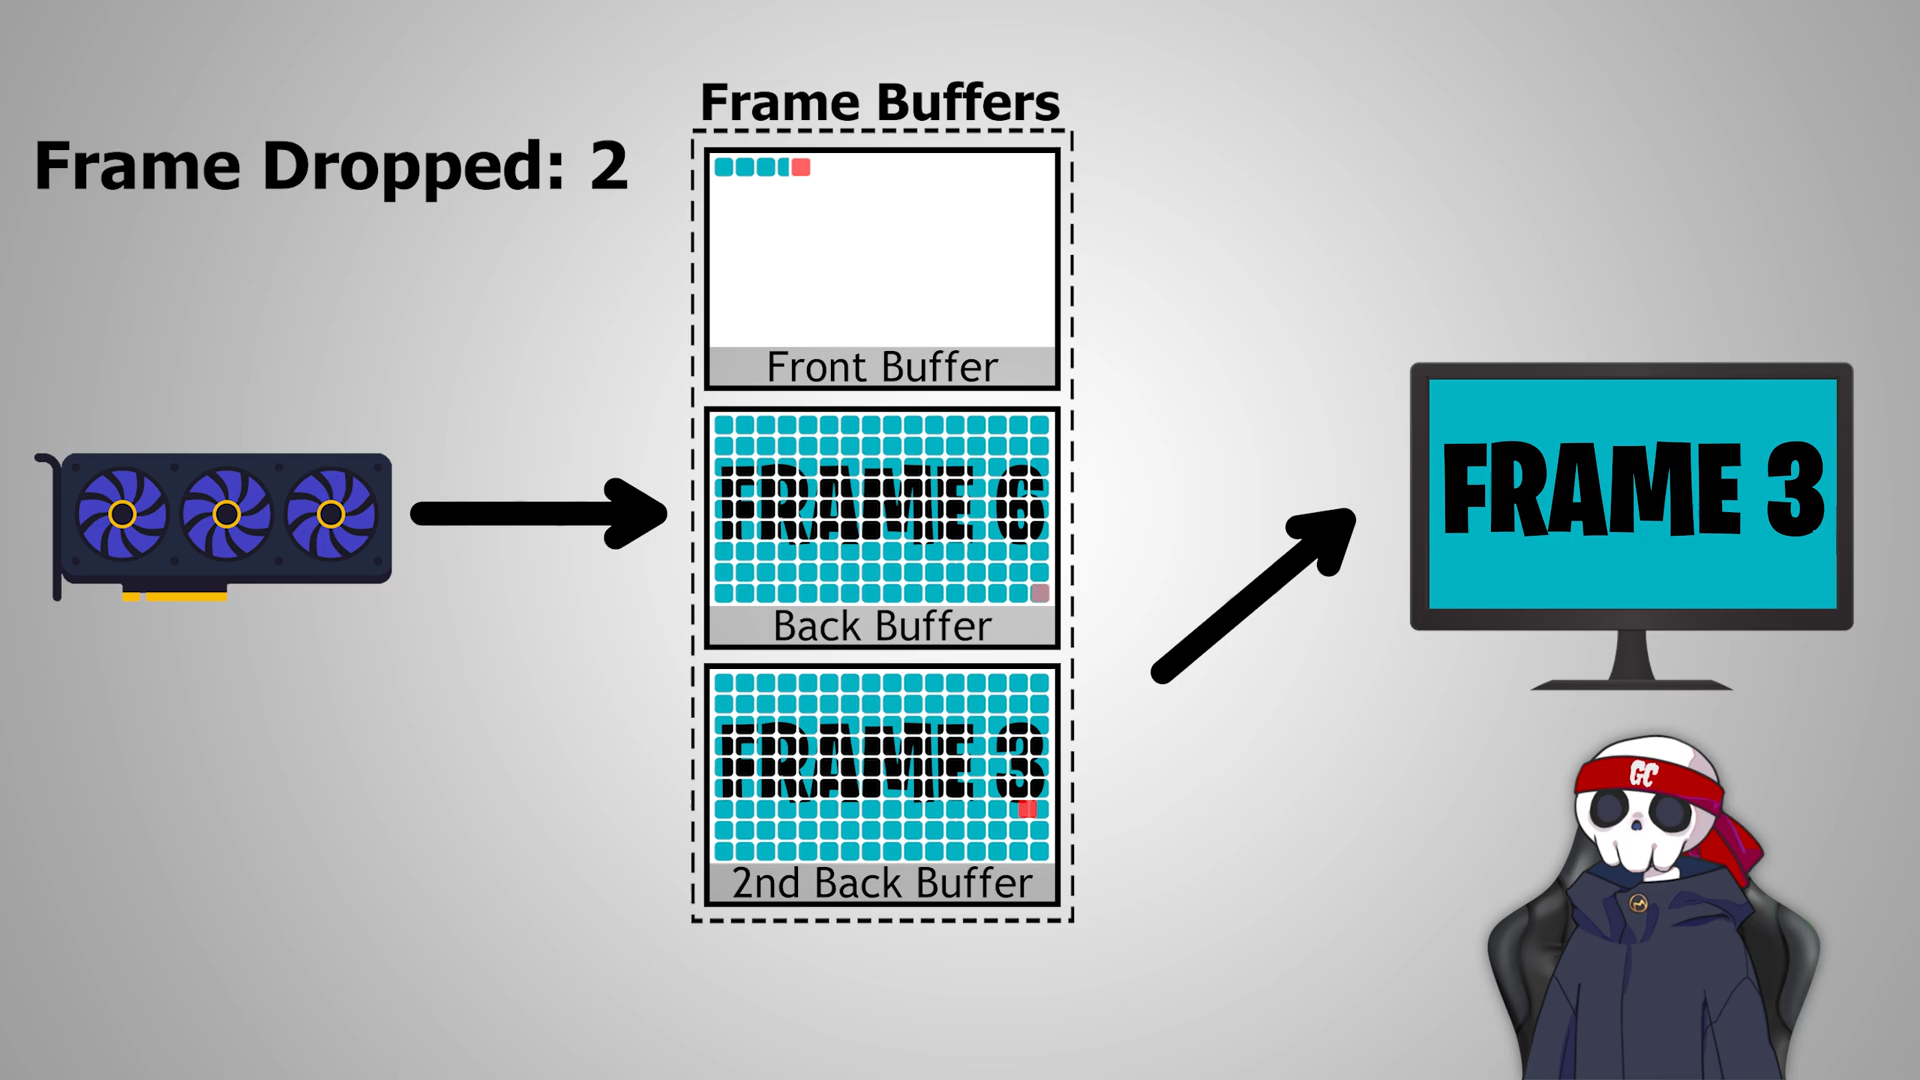 Frame Buffers
Frame Dropped: 2
Front Buffer
FRAME 6
Back Buffer
FRAME 3
2nd Back Buffer
FRAME 3
GC